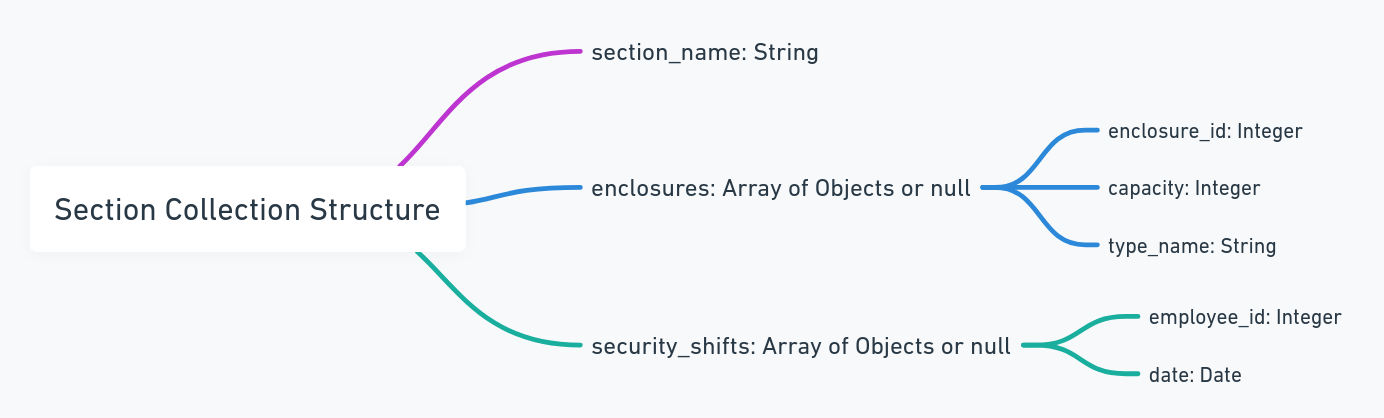 Section Collection Structure
section_name: String
enclosures: Array of Objects or null
enclosure_id: Integer
capacity: Integer
type_name: String
security_shifts: Array of Objects or null
employee_id: Integer
date: Date